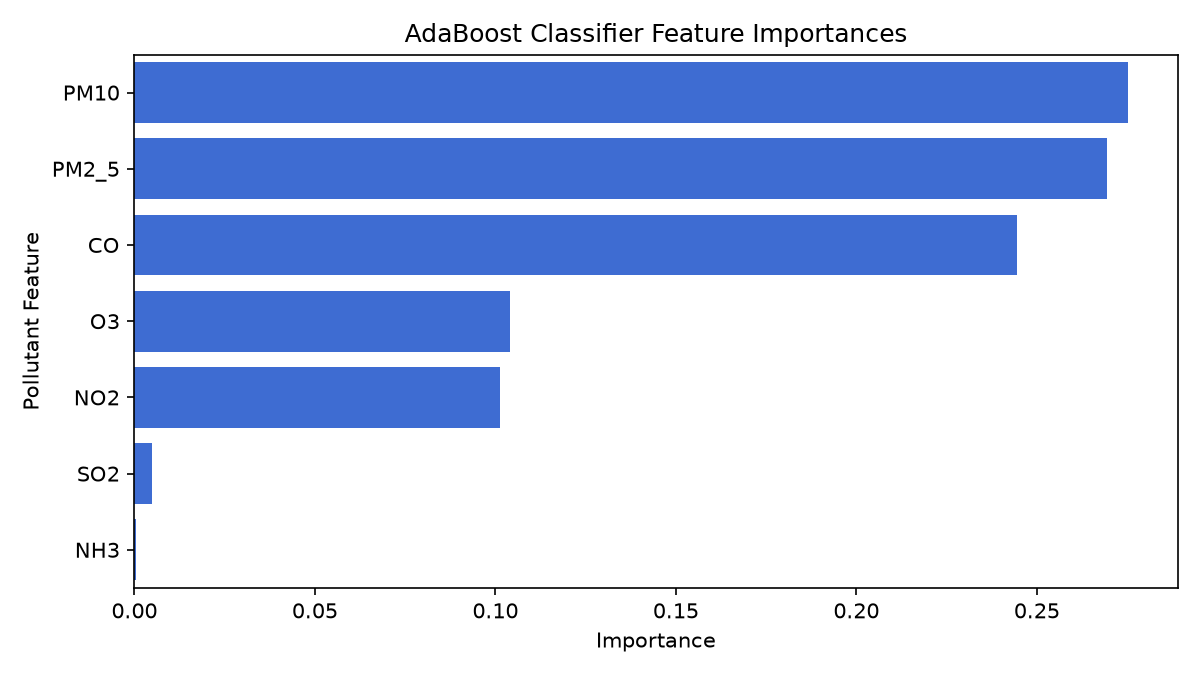 AdaBoost Classifier Feature Importances
Pollutant Feature
PM10
PM2_5
CO
O3
NO2
SO2
NH3
0.00 0.05 0.10 0.15 0.20 0.25
Importance